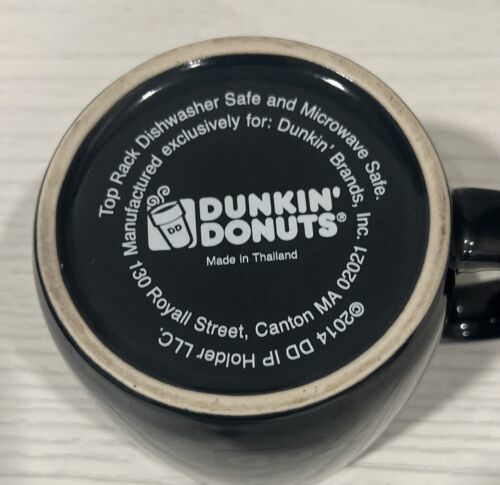 Top Rack Dishwasher Safe and Microwave Safe.
Manufactured exclusively for: Dunkin' Brands, Inc.
DD
DUNKIN'
DONUTS®
Made in Thailand
130 Royall Street, Canton MA 02021
©2014 DD IP Holder LLC.